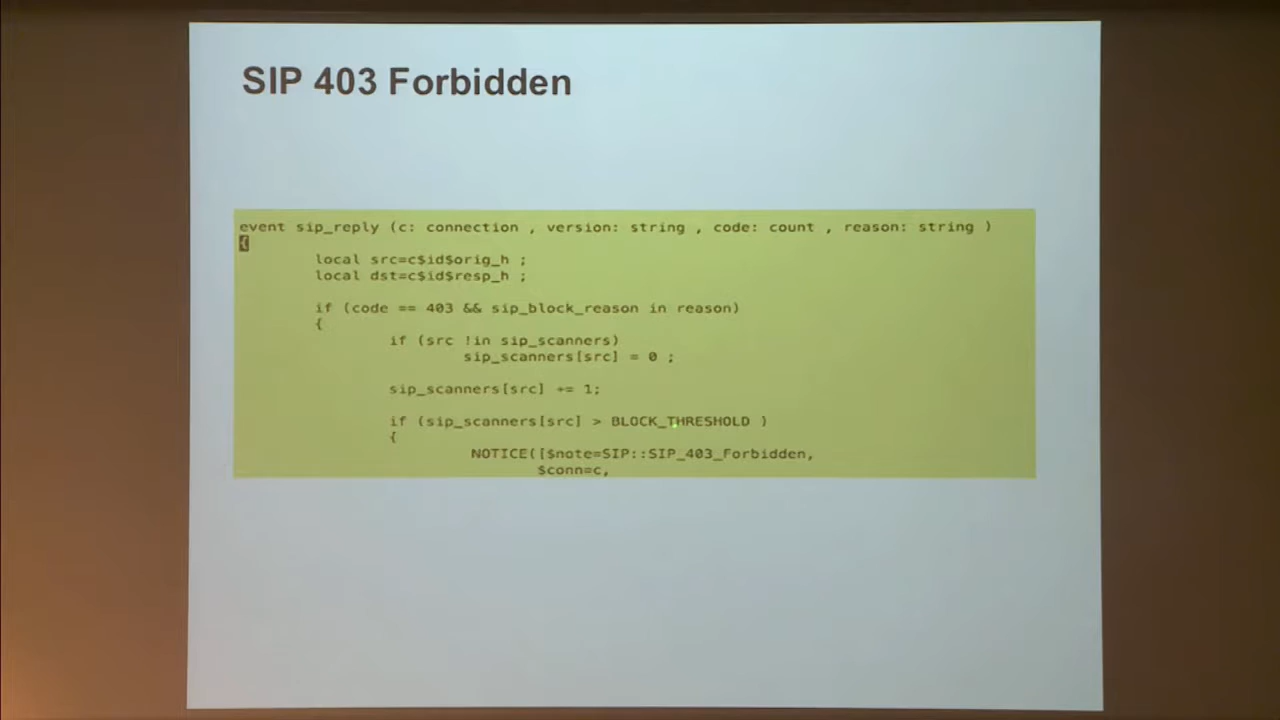 SIP 403 Forbidden
event sip_reply (c: connection , version: string , code: count , reason: string )
{
local src=c$id$orig_h ;
local dst=c$id$resp_h ;
if (code == 403 && sip_block_reason in reason)
{
if (src !in sip_scanners)
sip_scanners[src] = 0 ;
sip_scanners[src] += 1;
if (sip_scanners[src] > BLOCK_THRESHOLD )
{
NOTICE([$note=SIP::SIP_403_Forbidden,
$conn=c,